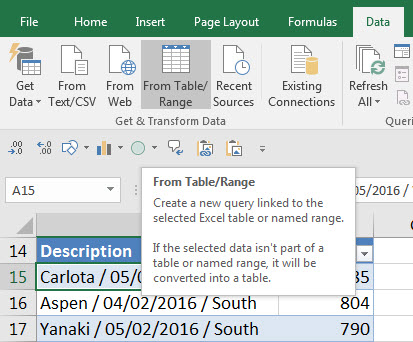 File Home Insert Page Layout Formulas Data
Get Data From Text/CSV From Web From Table/ Range Recent Sources Existing Connections Refresh All
Get & Transform Data
.00
A15
From Table/Range
Create a new query linked to the
selected Excel table or named range.
If the selected data isn't part of a
table or named range, it will be
converted into a table.
05/2016 /
14 Description
15 Carlota / 05/0 35
16 Aspen / 04/02/2016 / South 804
17 Yanaki / 05/02/2016 / South 790